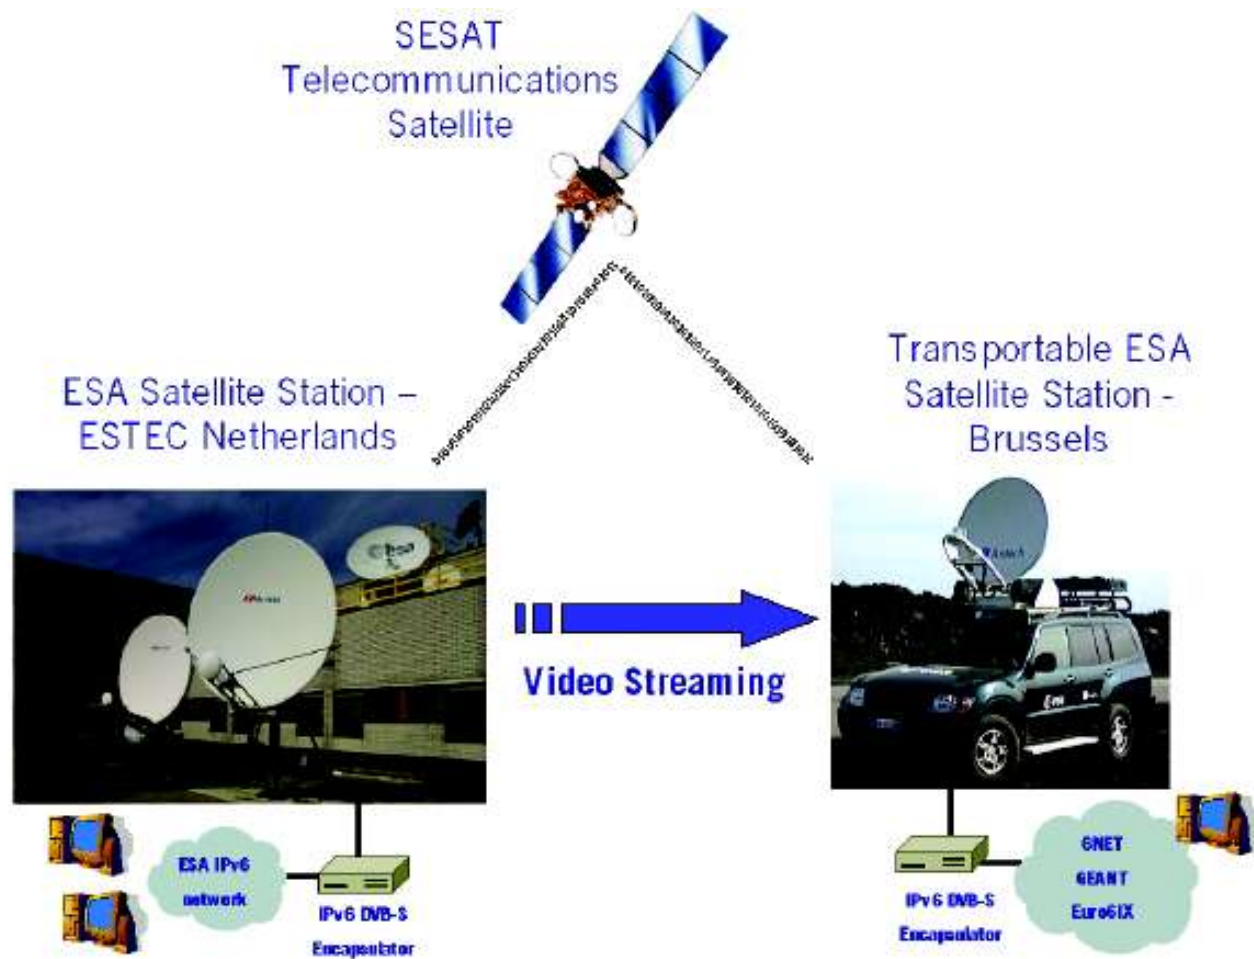 SESAT
Telecommunications
Satellite
ESA Satellite Station –
ESTEC Netherlands
Transportable ESA
Satellite Station -
Brussels
esa
Video Streaming
ESA IPv6
network
IPv6 DVB-S
Encapsulator
IPv6 DVB-S
Encapsulator
6NET
GEANT
Euro6IX